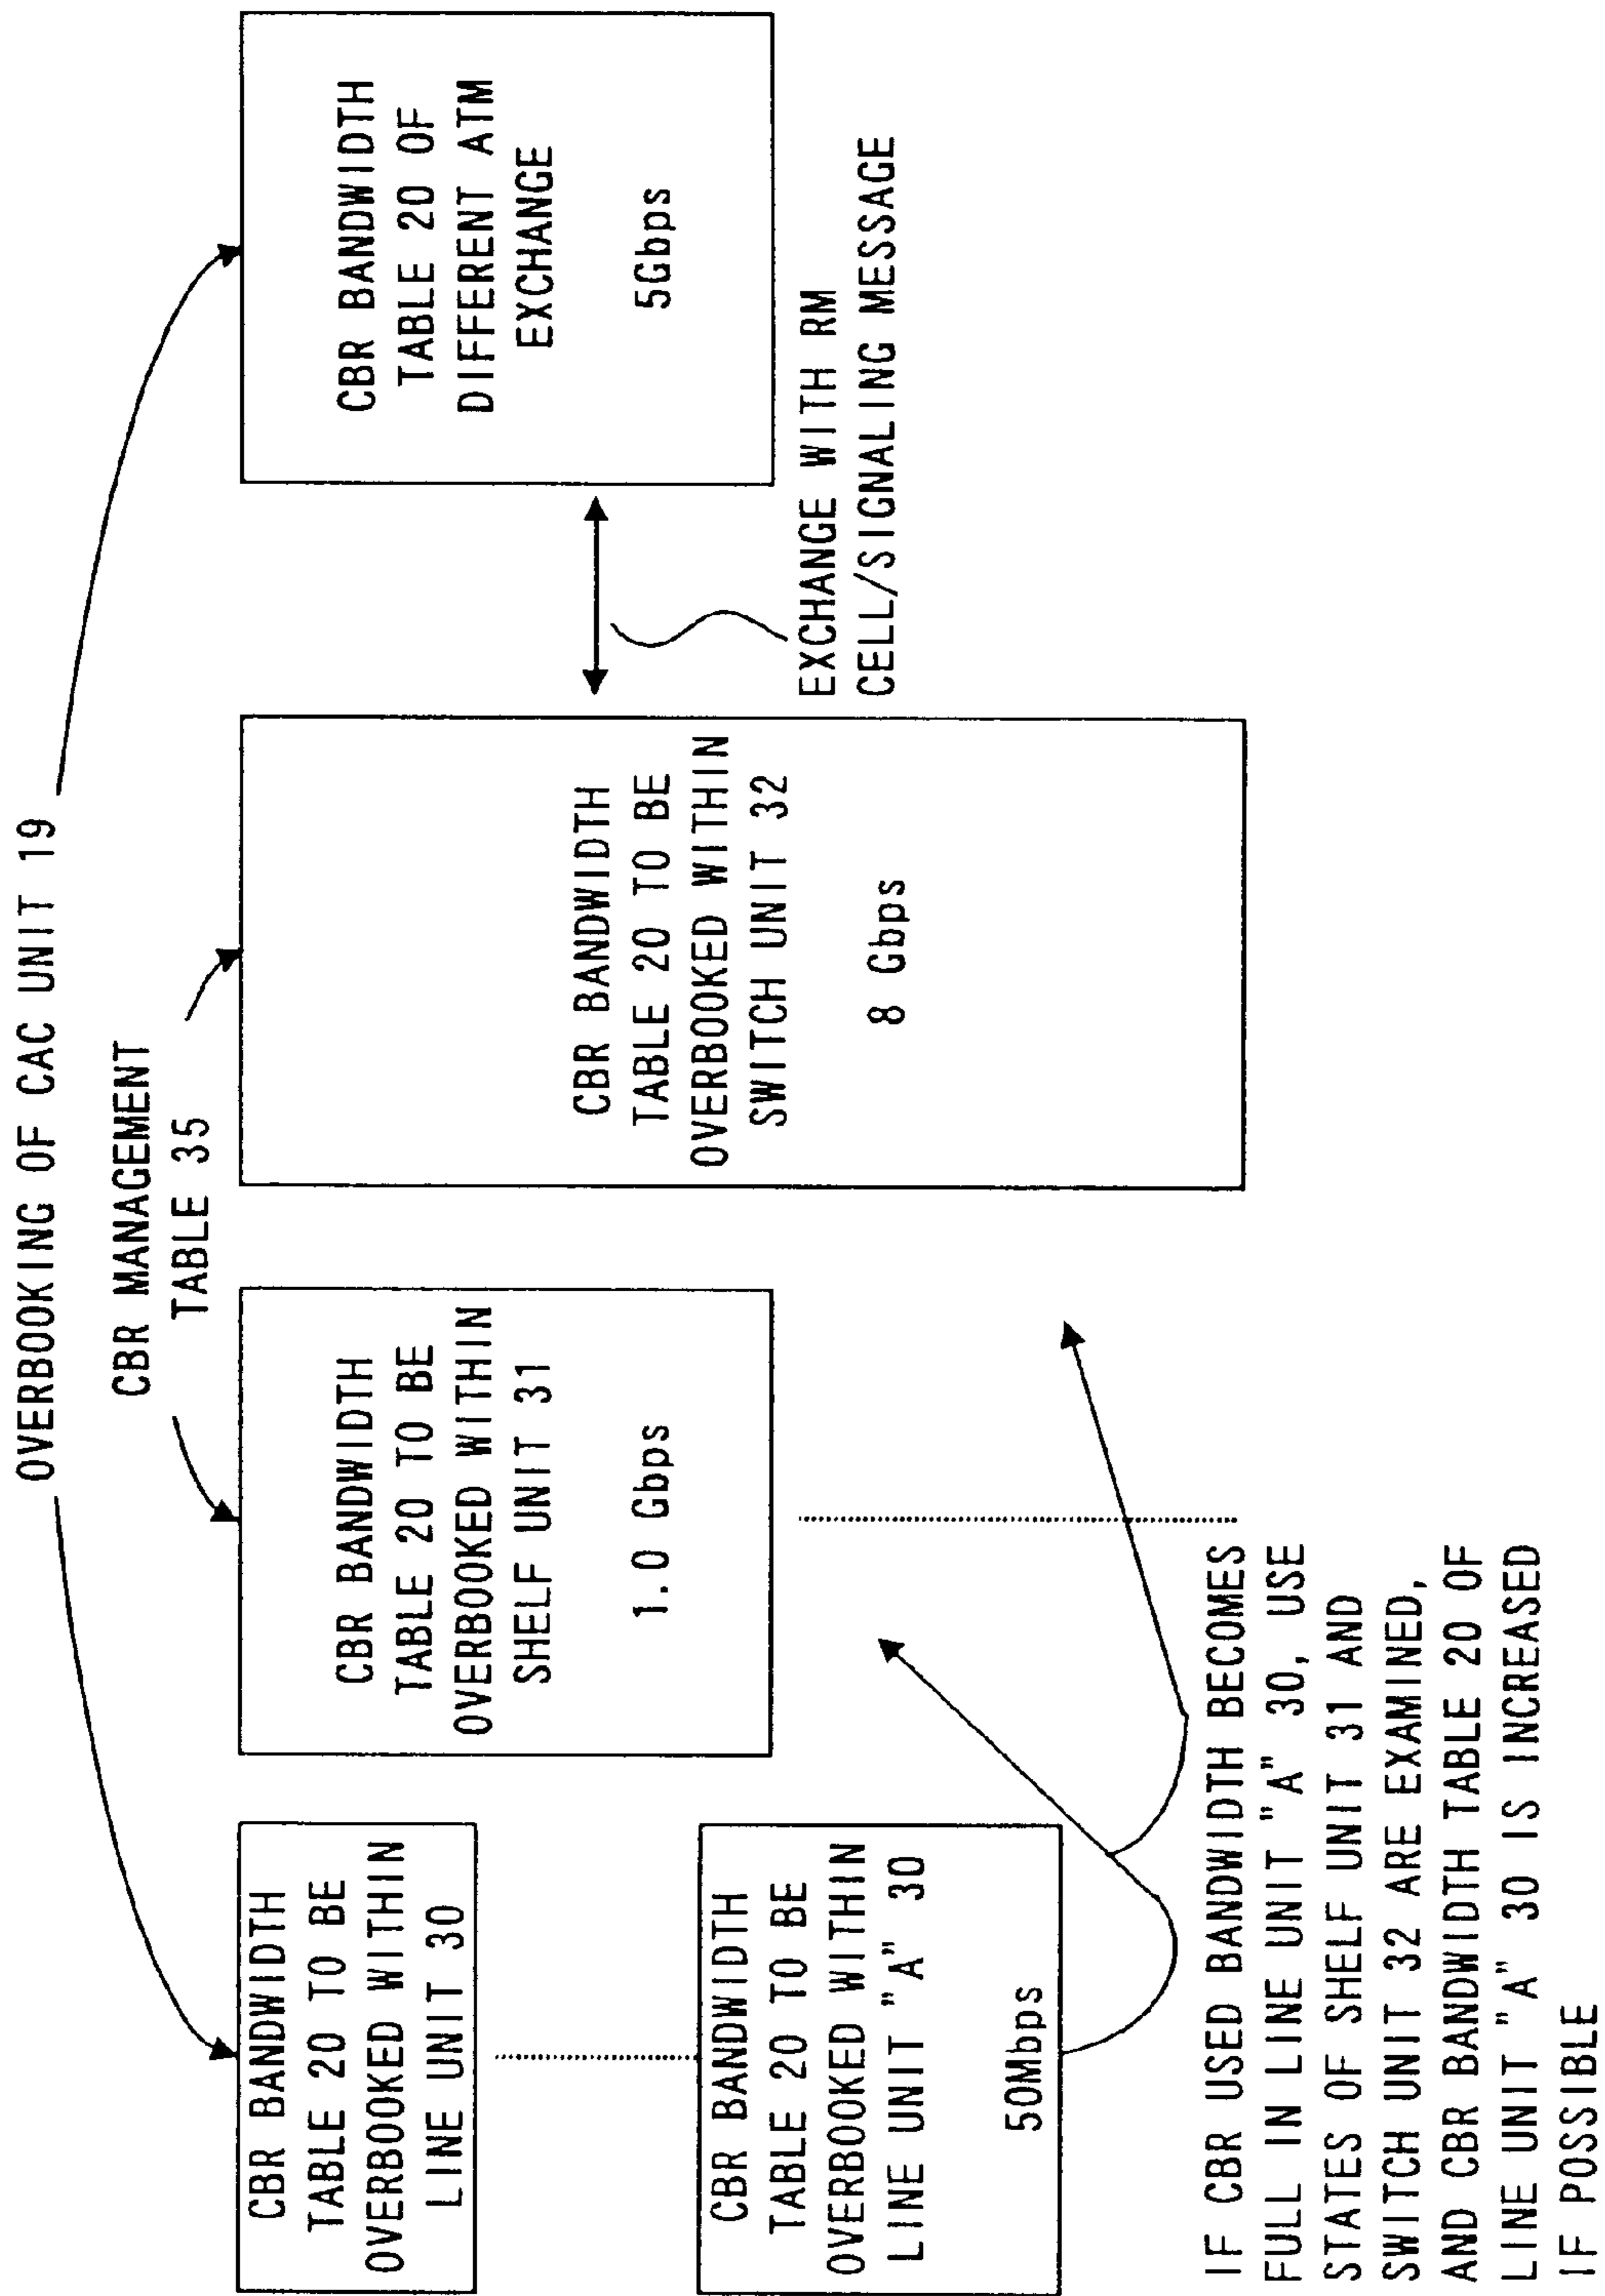 OVERBOOKING OF CAC UNIT 19
CBR MANAGEMENT
TABLE 35
CBR BANDWIDTH
TABLE 20 TO BE
OVERBOOKED WITHIN
LINE UNIT 30
CBR BANDWIDTH
TABLE 20 TO BE
OVERBOOKED WITHIN
SHELF UNIT 31
1.0 Gbps
CBR BANDWIDTH
TABLE 20 TO BE
OVERBOOKED WITHIN
SWITCH UNIT 32
8 Gbps
CBR BANDWIDTH
TABLE 20 OF
DIFFERENT ATM
EXCHANGE
5Gbps
CBR BANDWIDTH
TABLE 20 TO BE
OVERBOOKED WITHIN
LINE UNIT "A" 30
50Mbps
EXCHANGE WITH RM
CELL/SIGNALING MESSAGE
IF CBR USED BANDWIDTH BECOMES
FULL IN LINE UNIT "A" 30, USE
STATES OF SHELF UNIT 31 AND
SWITCH UNIT 32 ARE EXAMINED,
AND CBR BANDWIDTH TABLE 20 OF
LINE UNIT "A" 30 IS INCREASED
IF POSSIBLE